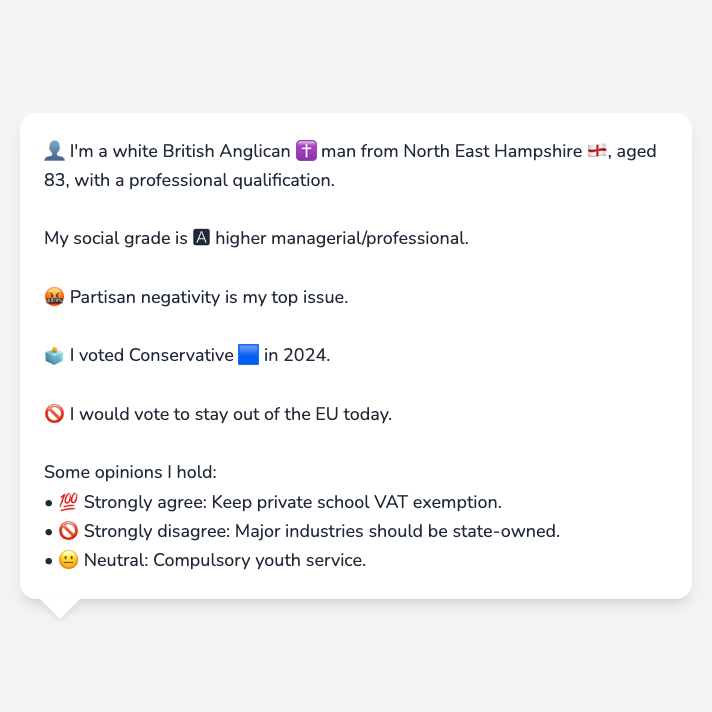 👤 I'm a white British Anglican ✝️ man from North East Hampshire 🏴󠁧󠁢󠁥󠁮󠁧󠁿, aged
83, with a professional qualification.
My social grade is 🅰 higher managerial/professional.
🤬 Partisan negativity is my top issue.
🗳️ I voted Conservative 🟦 in 2024.
🚫 I would vote to stay out of the EU today.
Some opinions I hold:
• 💯 Strongly agree: Keep private school VAT exemption.
• 🚫 Strongly disagree: Major industries should be state-owned.
• 😐 Neutral: Compulsory youth service.